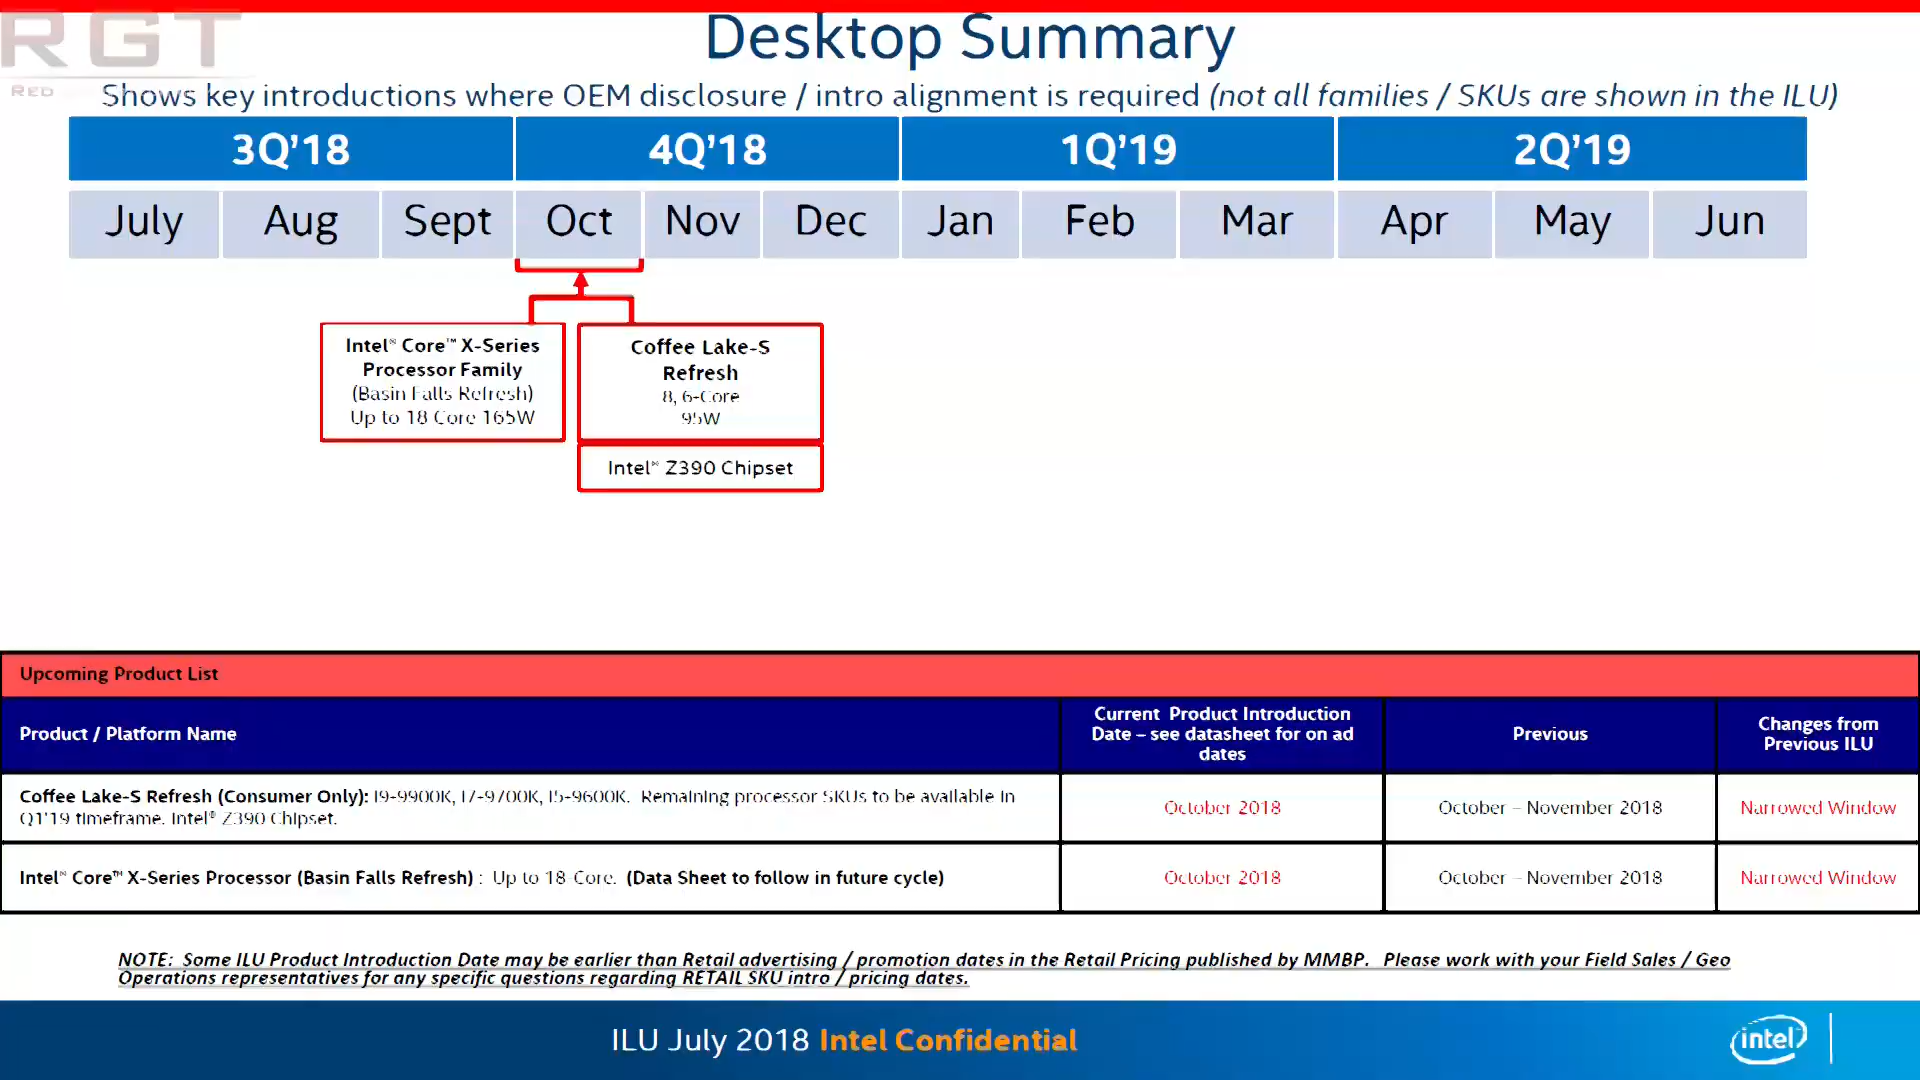 RGT
RED
Desktop Summary
Shows key introductions where OEM disclosure / intro alignment is required (not all families / SKUs are shown in the ILU)
3Q’18 4Q’18 1Q’19 2Q’19
July Aug Sept Oct Nov Dec Jan Feb Mar Apr May Jun
Intel® Core™ X-Series
Processor Family
(Basin Falls Refresh)
Up to 18 Core 165W
Coffee Lake-S
Refresh
8, 6-Core
95W
Intel® Z390 Chipset
Upcoming Product List
Product / Platform Name
Current Product Introduction
Date – see datasheet for on ad
dates
Previous
Changes from
Previous ILU
Coffee Lake-S Refresh (Consumer Only): i9-9900K, i7-9700K, i5-9600K. Remaining processor SKUs to be available in
Q1'19 timeframe. Intel® Z390 Chipset.
October 2018
October – November 2018
Narrowed Window
Intel® Core™ X-Series Processor (Basin Falls Refresh) : Up to 18-Core. (Data Sheet to follow in future cycle)
October 2018
October – November 2018
Narrowed Window
NOTE: Some ILU Product Introduction Date may be earlier than Retail advertising / promotion dates in the Retail Pricing published by MMBP. Please work with your Field Sales / Geo
Operations representatives for any specific questions regarding RETAIL SKU intro / pricing dates.
ILU July 2018 Intel Confidential
intel